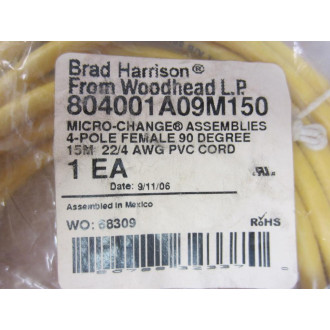 Brad Harrison®
From Woodhead L.P.
804001A09M150
MICRO-CHANGE® ASSEMBLIES
4-POLE FEMALE 90 DEGREE
15M 22/4 AWG PVC CORD
1 EA
Date: 9/11/06
Assembled in Mexico
WO: 68309
RoHS